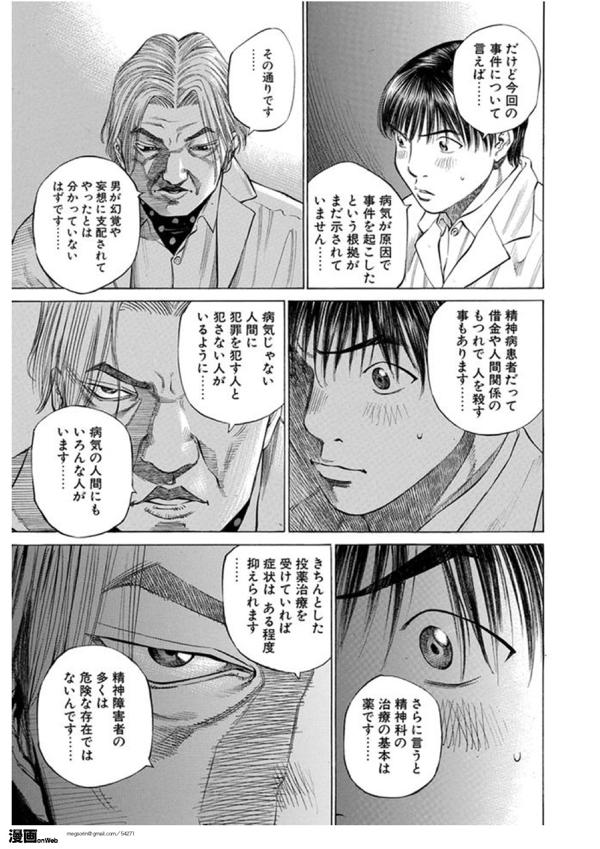 だけど今回の
事件について
言えば……
病気が原因で
事件を起こした
という根拠が
まだ示されて
いません……
その通りです
……
男が幻覚や
妄想に支配されて
やったとは
分かっていない
はずです……
精神病患者だって
借金や人間関係の
もつれで 人を殺す
事もあります……
病気じゃない
人間に
犯罪を犯す人と
犯さない人が
いるように……
病気の人間にも
いろんな人が
います……
さらに言うと
精神科の
治療の基本は
薬です……
きちんとした
投薬治療を
受けていれば
症状は ある程度
抑えられます
……
精神障害者の
多くは
危険な存在では
ないんです……
漫画onWeb
megaorin@gmail.com/54271